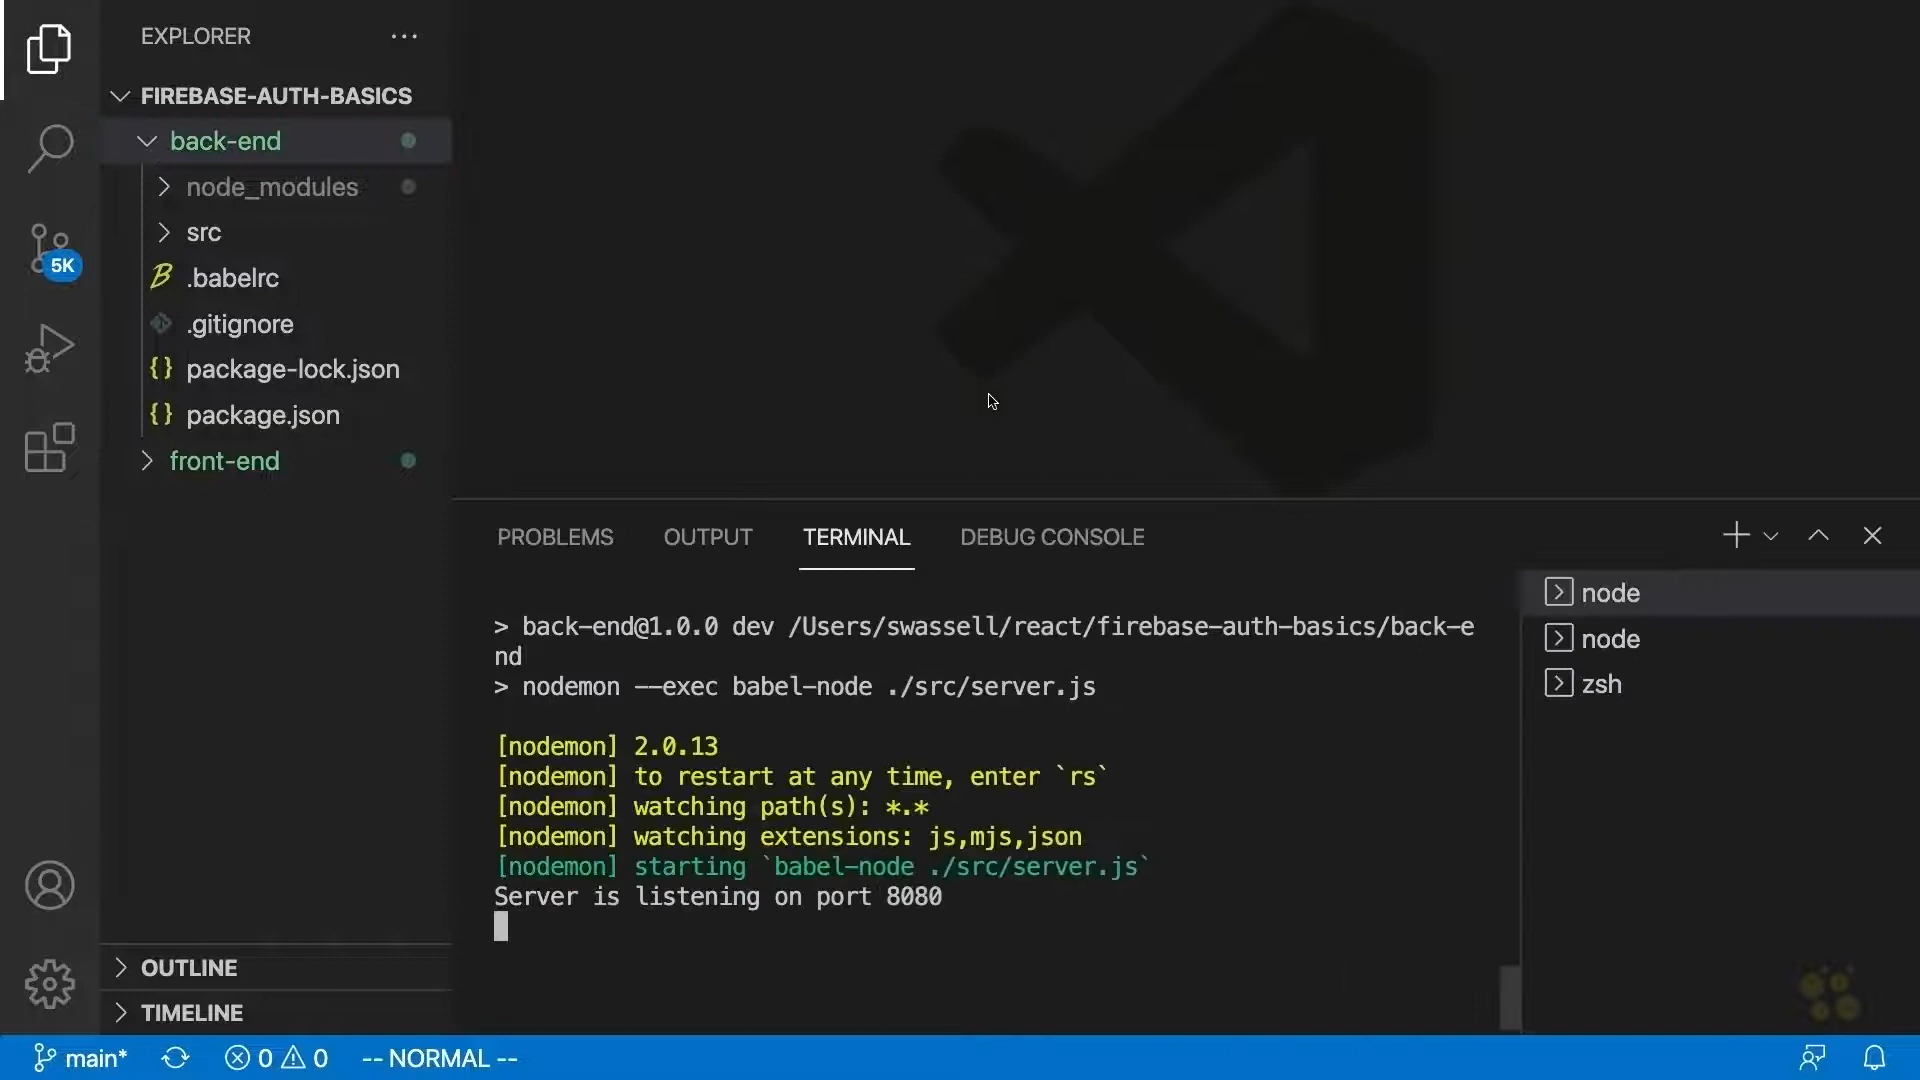 EXPLORER
FIREBASE-AUTH-BASICS
back-end
node_modules
src
.babelrc
.gitignore
package-lock.json
package.json
front-end
5K
OUTLINE
TIMELINE
PROBLEMS OUTPUT TERMINAL DEBUG CONSOLE
> back-end@1.0.0 dev /Users/swassell/react/firebase-auth-basics/back-e
nd
> nodemon --exec babel-node ./src/server.js
[nodemon] 2.0.13
[nodemon] to restart at any time, enter `rs`
[nodemon] watching path(s): *.*
[nodemon] watching extensions: js,mjs,json
[nodemon] starting `babel-node ./src/server.js`
Server is listening on port 8080
node
node
zsh
main* 0 0 -- NORMAL --